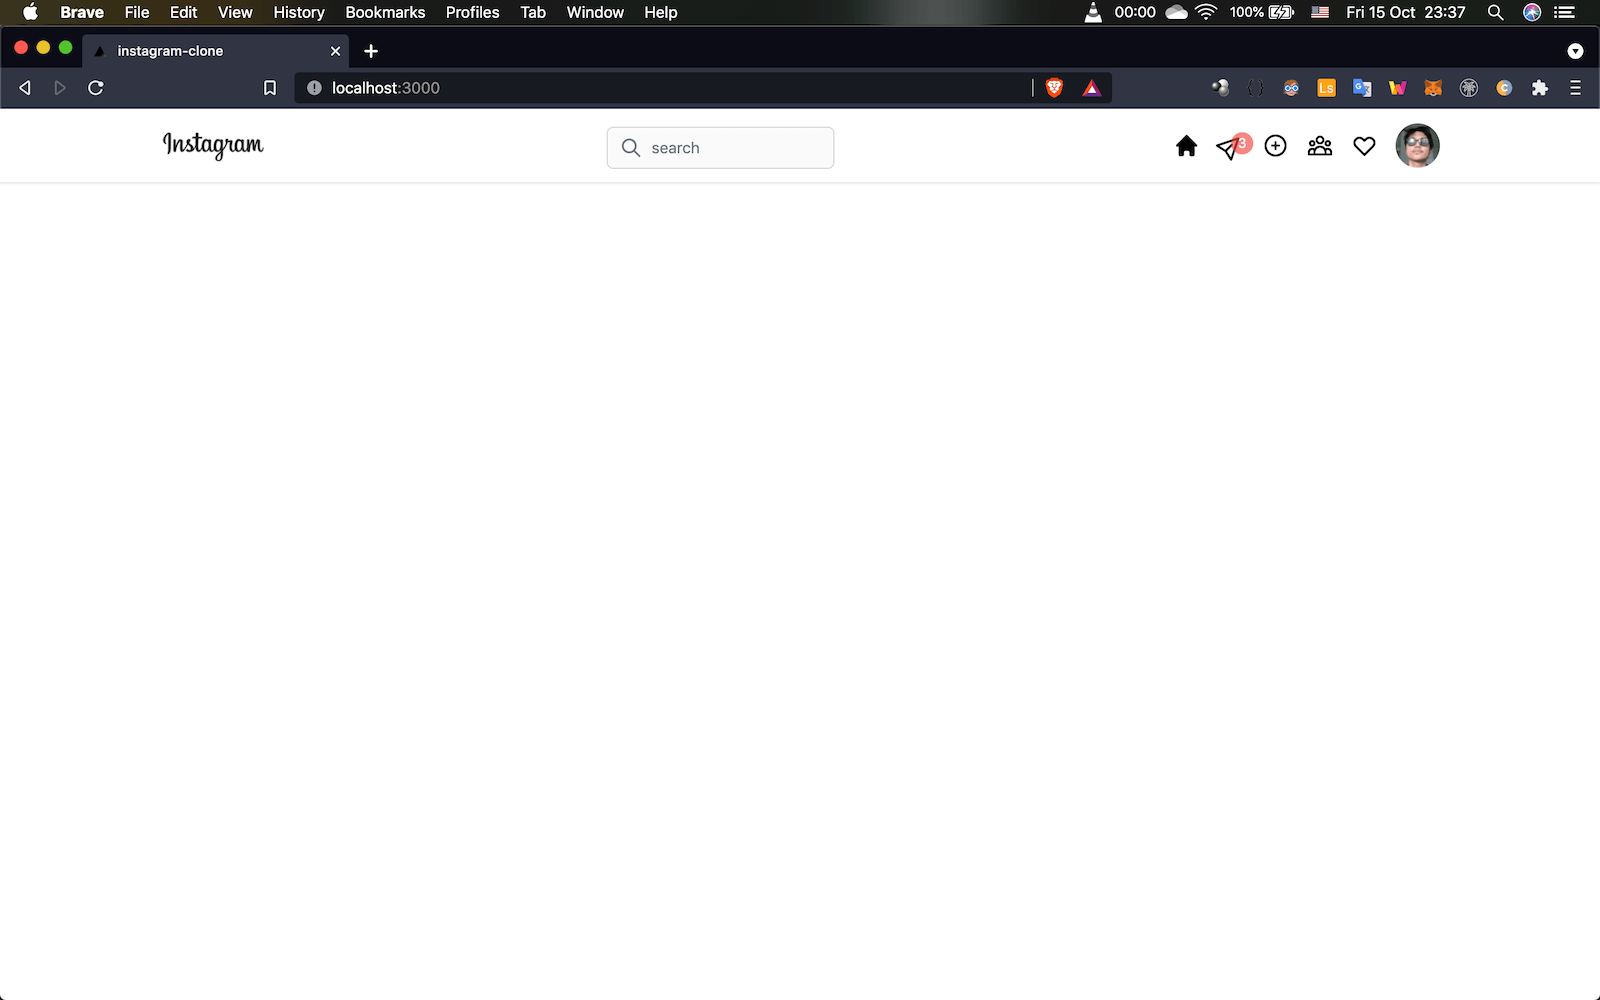 Brave File Edit View History Bookmarks Profiles Tab Window Help 00:00 100% Fri 15 Oct 23:37
instagram-clone
localhost:3000 Ls G W C
Instagram search 3